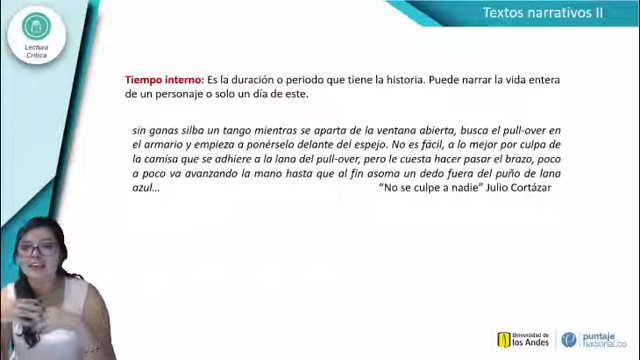 Textos narrativos II
Lectura
Crítica
Tiempo interno: Es la duración o periodo que tiene la historia. Puede narrar la vida entera
de un personaje o solo un día de este.
sin ganas silba un tango mientras se aparta de la ventana abierta, busca el pull-over en
el armario y empieza a ponérselo delante del espejo. No es fácil, a lo mejor por culpa de
la camisa que se adhiere a la lana del pull-over, pero le cuesta hacer pasar el brazo, poco
a poco va avanzando la mano hasta que al fin asoma un dedo fuera del puño de lana
azul... “No se culpe a nadie” Julio Cortázar
Universidad de
los Andes
puntaje
nacional.co